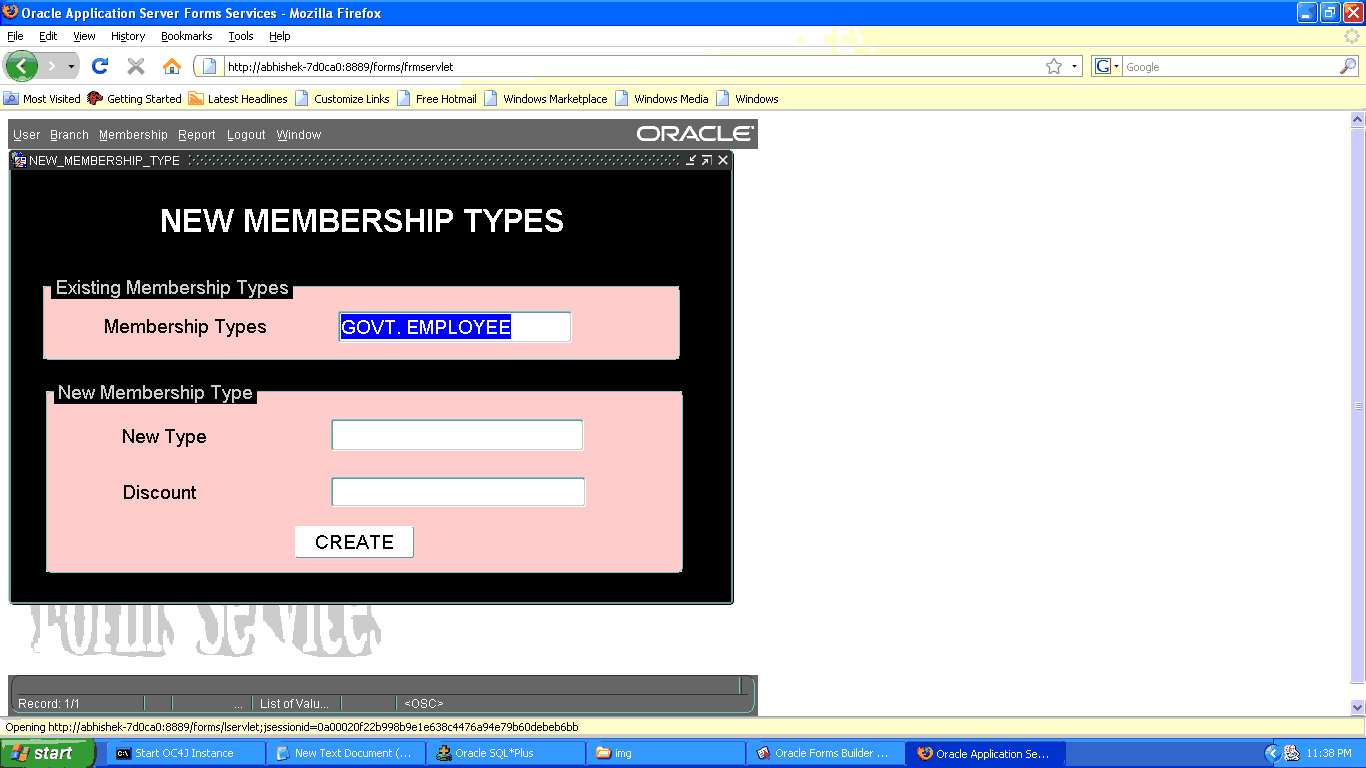 Oracle Application Server Forms Services - Mozilla Firefox
File Edit View History Bookmarks Tools Help
http://abhishek-7d0ca0:8889/forms/frmservlet
G Google
Most Visited Getting Started Latest Headlines Customize Links Free Hotmail Windows Marketplace Windows Media Windows
User Branch Membership Report Logout Window ORACLE
NEW_MEMBERSHIP_TYPE
NEW MEMBERSHIP TYPES
Existing Membership Types
Membership Types GOVT. EMPLOYEE
New Membership Type
New Type
Discount
CREATE
Forms Services
Record: 1/1 ... List of Valu... <OSC>
Opening http://abhishek-7d0ca0:8889/forms/lservlet;jsessionid=0a00020f22b998b9e1e638c4476a94e79b60debeb6bb
start Start OC4J Instance New Text Document (... Oracle SQL*Plus img Oracle Forms Builder ... Oracle Application Se... 11:38 PM